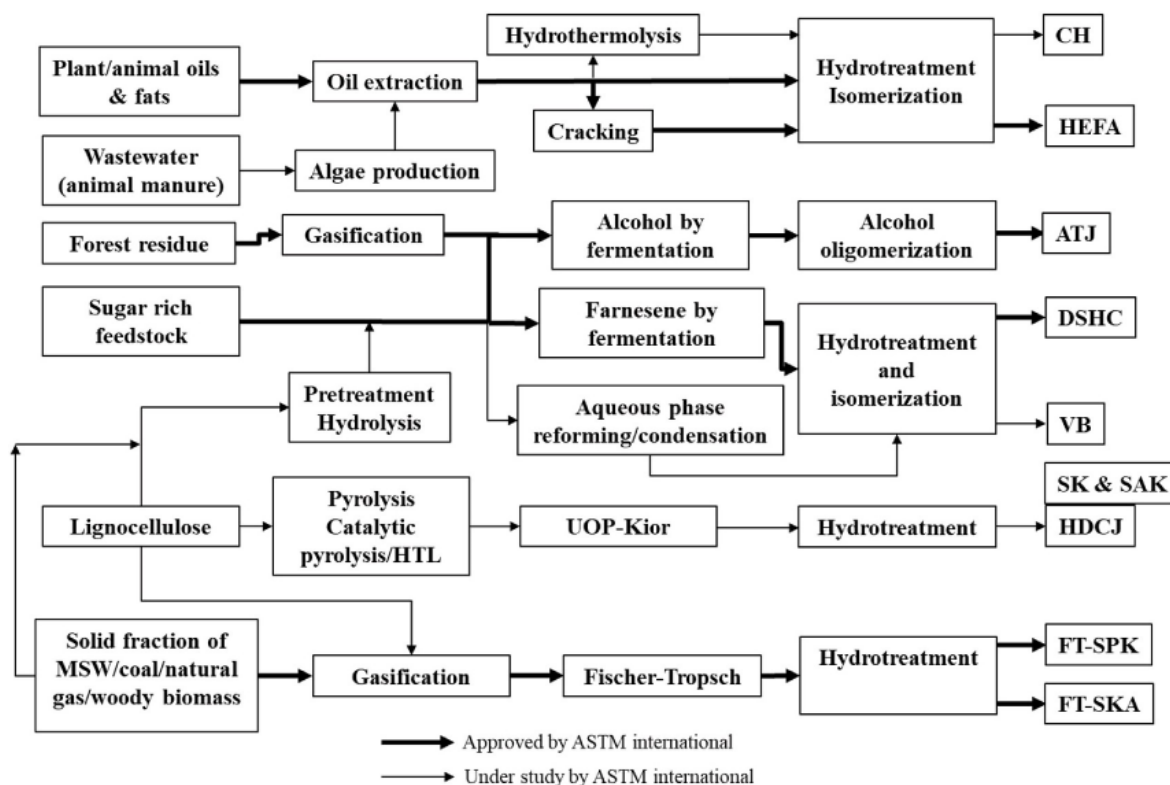 Plant/animal oils
& fats
Oil extraction
Hydrothermolysis
Cracking
Hydrotreatment
Isomerization
CH
HEFA
Wastewater
(animal manure)
Algae production
Forest residue
Gasification
Alcohol by
fermentation
Alcohol
oligomerization
ATJ
Sugar rich
feedstock
Farnesene by
fermentation
Hydrotreatment
and
isomerization
DSHC
VB
Pretreatment
Hydrolysis
Aqueous phase
reforming/condensation
Lignocellulose
Pyrolysis
Catalytic
pyrolysis/HTL
UOP-Kior
Hydrotreatment
SK & SAK
HDCJ
Solid fraction of
MSW/coal/natural
gas/woody biomass
Gasification
Fischer-Tropsch
Hydrotreatment
FT-SPK
FT-SKA
Approved by ASTM international
Under study by ASTM international